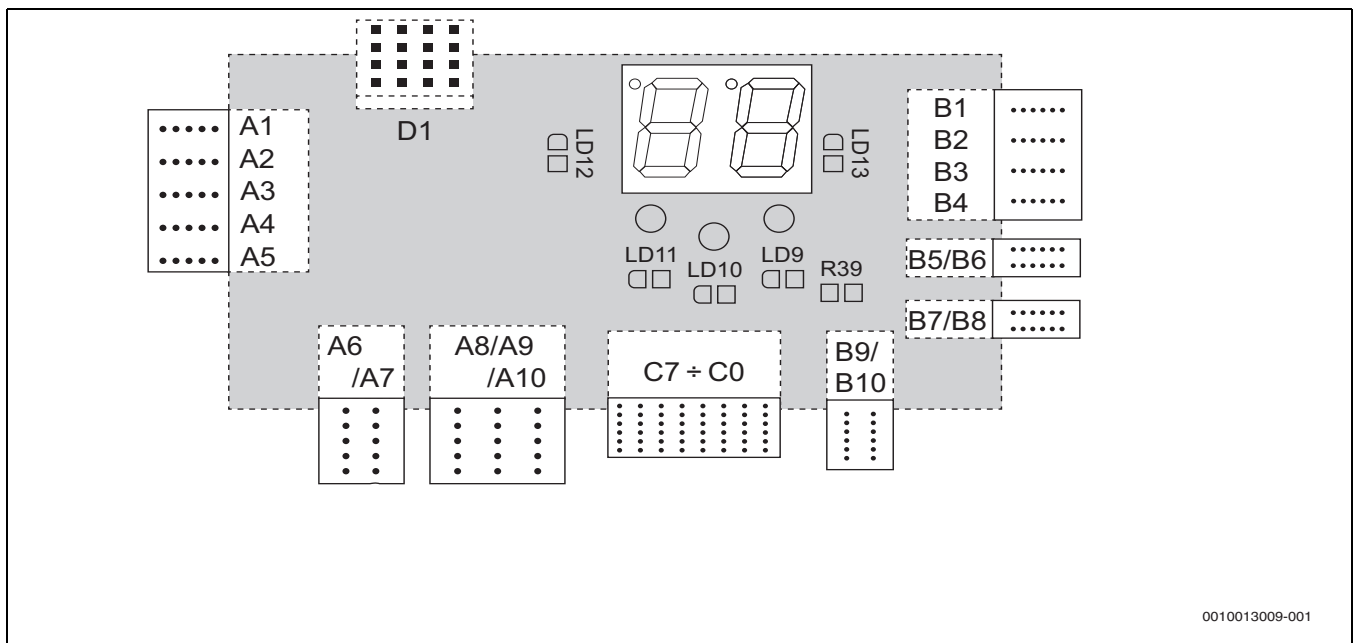 D1
A1
A2
A3
A4
A5
LD12
LD13
B1
B2
B3
B4
B5/B6
B7/B8
LD11
LD10
LD9
R39
A6
/A7
A8/A9
/A10
C7 ÷ C0
B9/
B10
0010013009-001